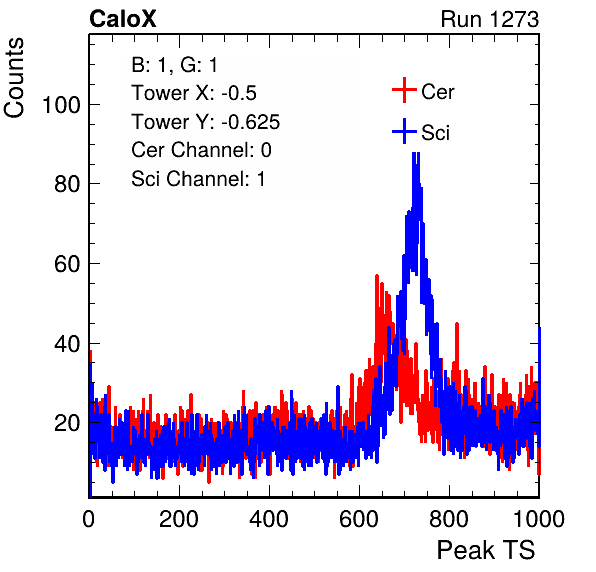 CaloX Run 1273
Counts
B: 1, G: 1
Tower X: -0.5
Tower Y: -0.625
Cer Channel: 0
Sci Channel: 1
Cer
Sci
100
80
60
40
20
0 200 400 600 800 1000
Peak TS